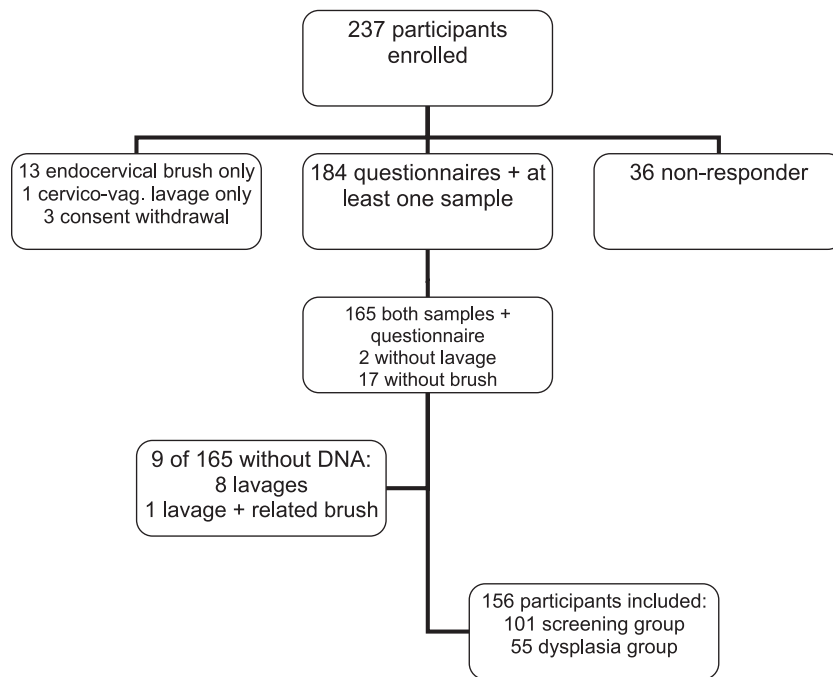 237 participants
enrolled
13 endocervical brush only
1 cervico-vag. lavage only
3 consent withdrawal
184 questionnaires + at
least one sample
36 non-responder
165 both samples +
questionnaire
2 without lavage
17 without brush
9 of 165 without DNA:
8 lavages
1 lavage + related brush
156 participants included:
101 screening group
55 dysplasia group